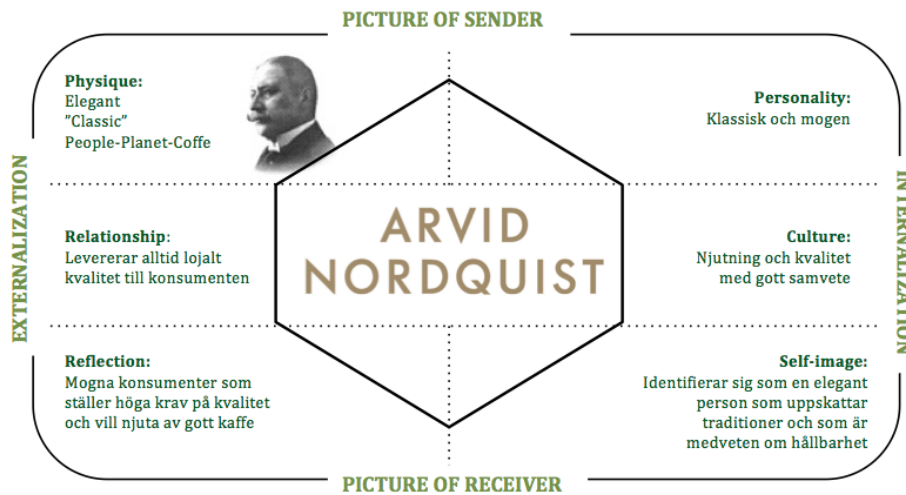 PICTURE OF SENDER
EXTERNALIZATION
INTERNALIZATION
Physique:
Elegant
"Classic"
People-Planet-Coffe
Personality:
Klassisk och mogen
ARVID
NORDQUIST
Relationship:
Levererar alltid lojalt
kvalitet till konsumenten
Culture:
Njutning och kvalitet
med gott samvete
Reflection:
Mogna konsumenter som
ställer höga krav på kvalitet
och vill njuta av gott kaffe
Self-image:
Identifierar sig som en elegant
person som uppskattar
traditioner och som är
medveten om hållbarhet
PICTURE OF RECEIVER